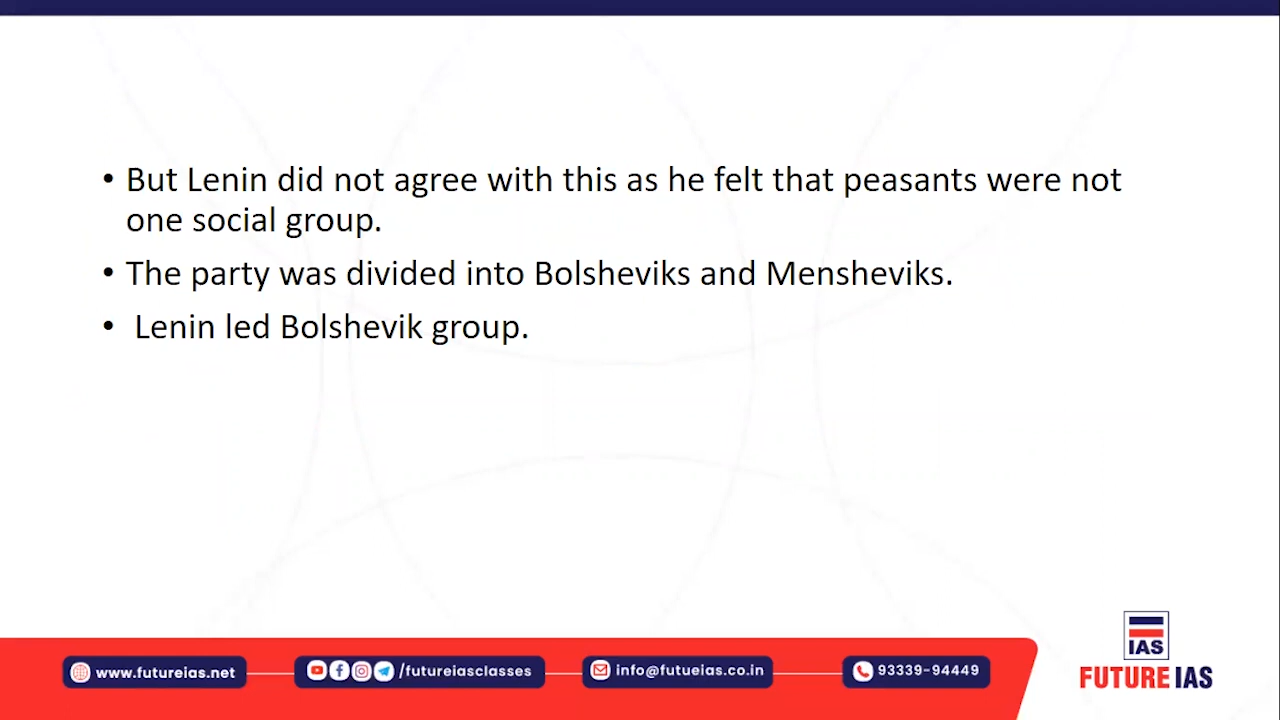 • But Lenin did not agree with this as he felt that peasants were not
one social group.
• The party was divided into Bolsheviks and Mensheviks.
• Lenin led Bolshevik group.
IAS
www.futureias.net
/futureiasclasses
info@futueias.co.in
93339-94449
FUTURE IAS